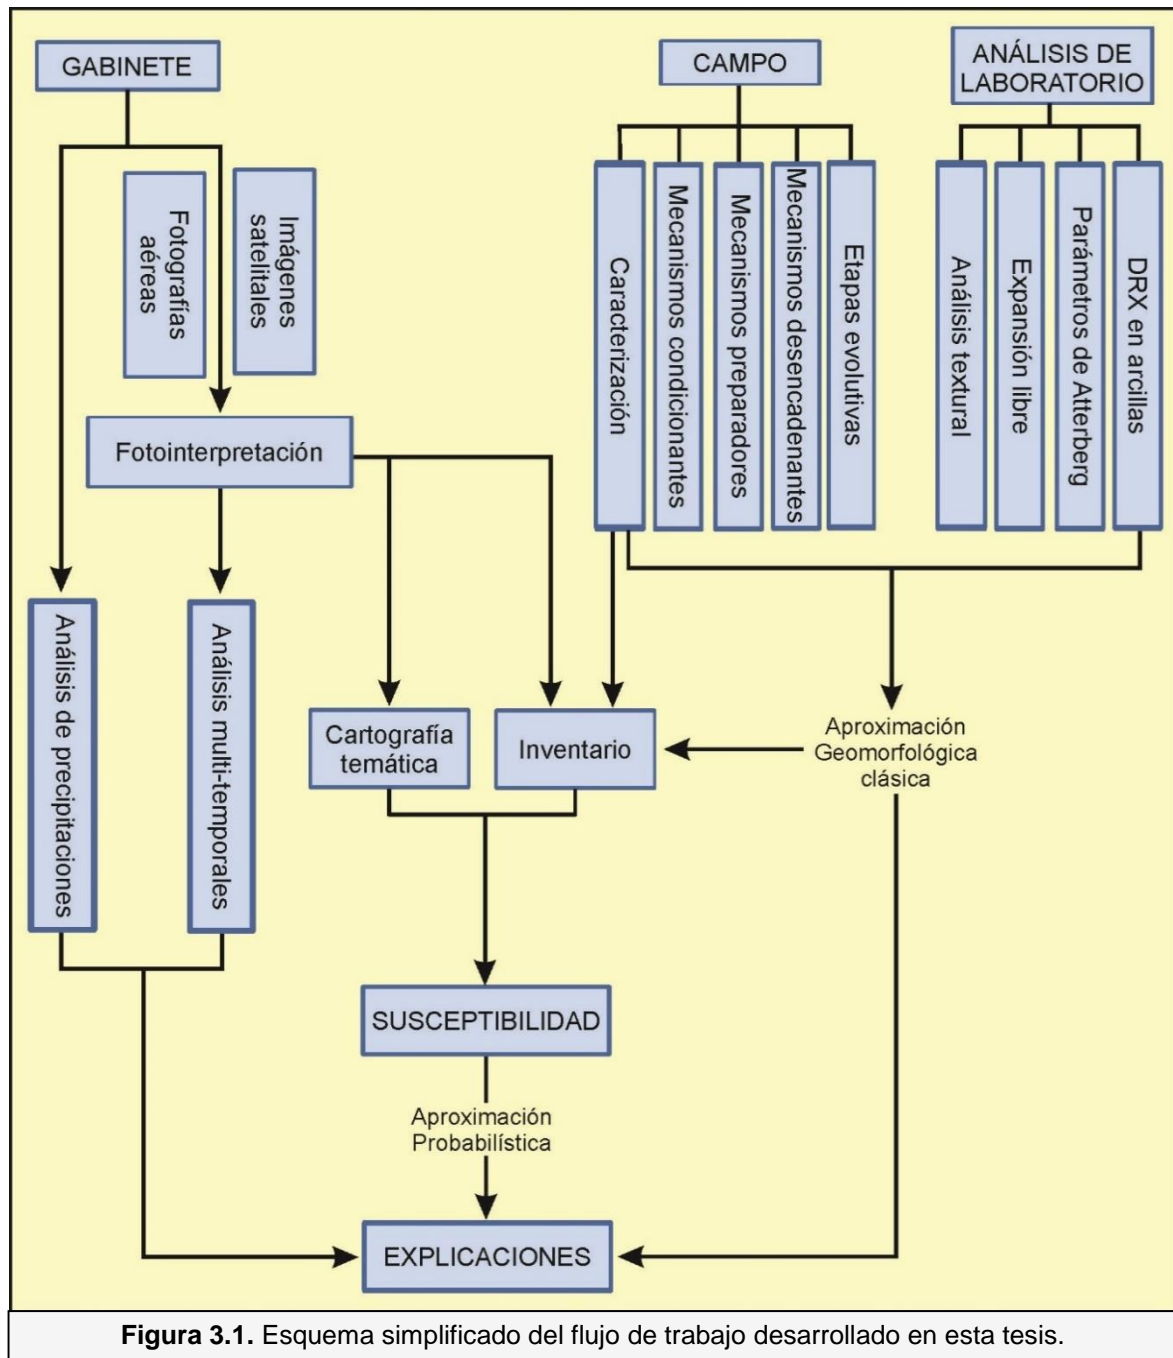 GABINETE
CAMPO
ANÁLISIS DE
LABORATORIO
Fotografías
aéreas
Imágenes
satelitales
Caracterización
Mecanismos condicionantes
Mecanismos preparadores
Mecanismos desencadenantes
Etapas evolutivas
Análisis textural
Expansión libre
Parámetros de Atterberg
DRX en arcillas
Fotointerpretación
Análisis de precipitaciones
Análisis multi-temporales
Cartografía
temática
Inventario
Aproximación
Geomorfológica
clásica
SUSCEPTIBILIDAD
Aproximación
Probabilística
EXPLICACIONES
Figura 3.1. Esquema simplificado del flujo de trabajo desarrollado en esta tesis.